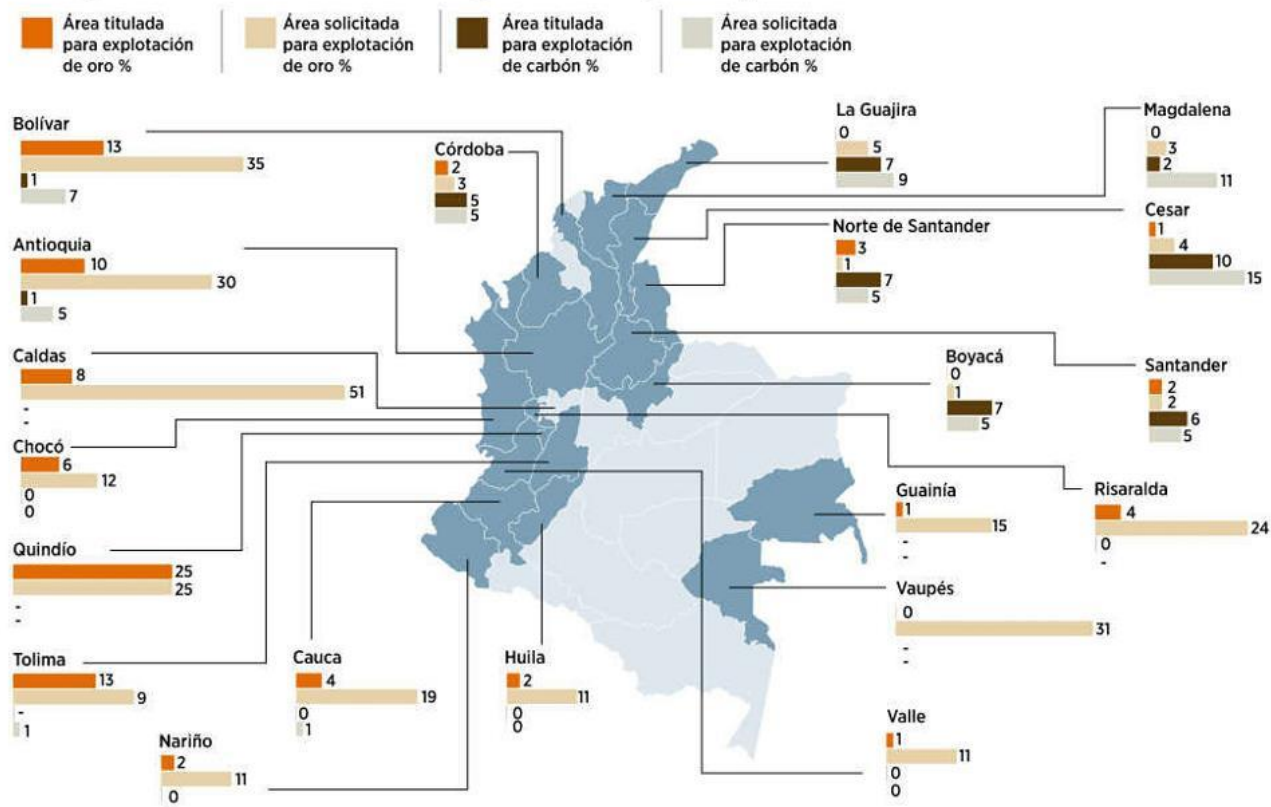 Área titulada
para explotación
de oro %
Área solicitada
para explotación
de oro %
Área titulada
para explotación
de carbón %
Área solicitada
para explotación
de carbón %
Bolívar
13
35
1
7
Córdoba
2
3
5
5
La Guajira
0
5
7
9
Magdalena
0
3
2
11
Antioquia
10
30
1
5
Norte de Santander
3
1
7
5
Cesar
1
4
10
15
Caldas
8
51
-
-
Boyacá
0
1
7
5
Santander
2
2
6
5
Chocó
6
12
0
0
Guainía
1
15
-
-
Risaralda
4
24
0
-
Quindío
25
25
-
-
Vaupés
0
31
-
-
Tolima
13
9
-
1
Cauca
4
19
0
1
Huila
2
11
0
0
Nariño
2
11
0
Valle
1
11
0
0